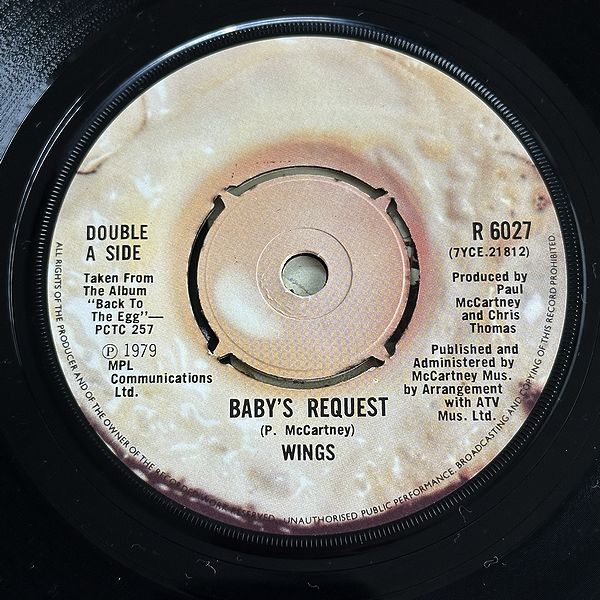 DOUBLE
A SIDE
Taken From
The Album
"Back To
The Egg"—
PCTC 257
Ⓟ 1979
MPL
Communications
Ltd.
R 6027
(7YCE.21812)
Produced by
Paul
McCartney
and Chris
Thomas
Published and
Administered by
McCartney Mus.
by Arrangement
with ATV
Mus. Ltd.
BABY'S REQUEST
(P. McCartney)
WINGS
ALL RIGHTS OF THE PRODUCER AND OF THE OWNER OF THE RECORDED WORK RESERVED. UNAUTHORISED PUBLIC PERFORMANCE, BROADCASTING AND COPYING OF THIS RECORD PROHIBITED.